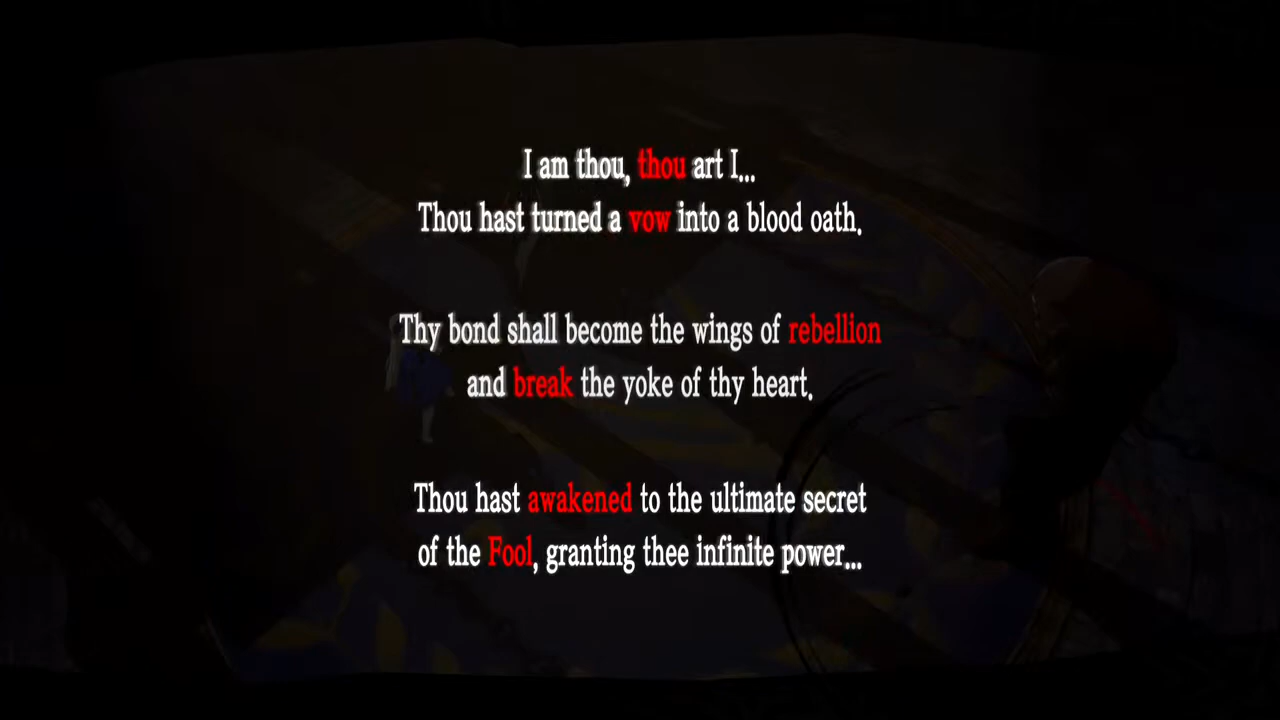 I am thou, thou art I...
Thou hast turned a vow into a blood oath.
Thy bond shall become the wings of rebellion
and break the yoke of thy heart.
Thou hast awakened to the ultimate secret
of the Fool, granting thee infinite power...